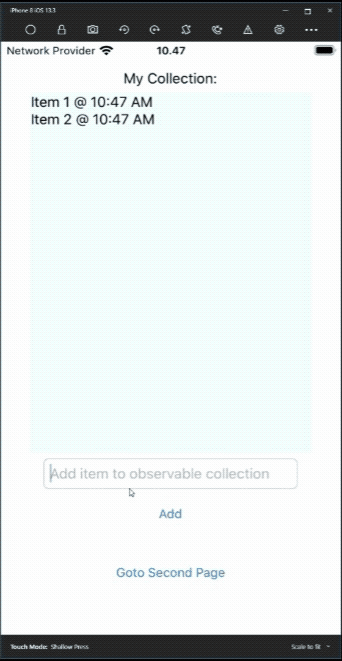 iPhone 8 iOS 13.3
Network Provider 10.47
My Collection:
Item 1 @ 10:47 AM
Item 2 @ 10:47 AM
Add item to observable collection
Add
Goto Second Page
Touch Mode: Shallow Press Scale to fit